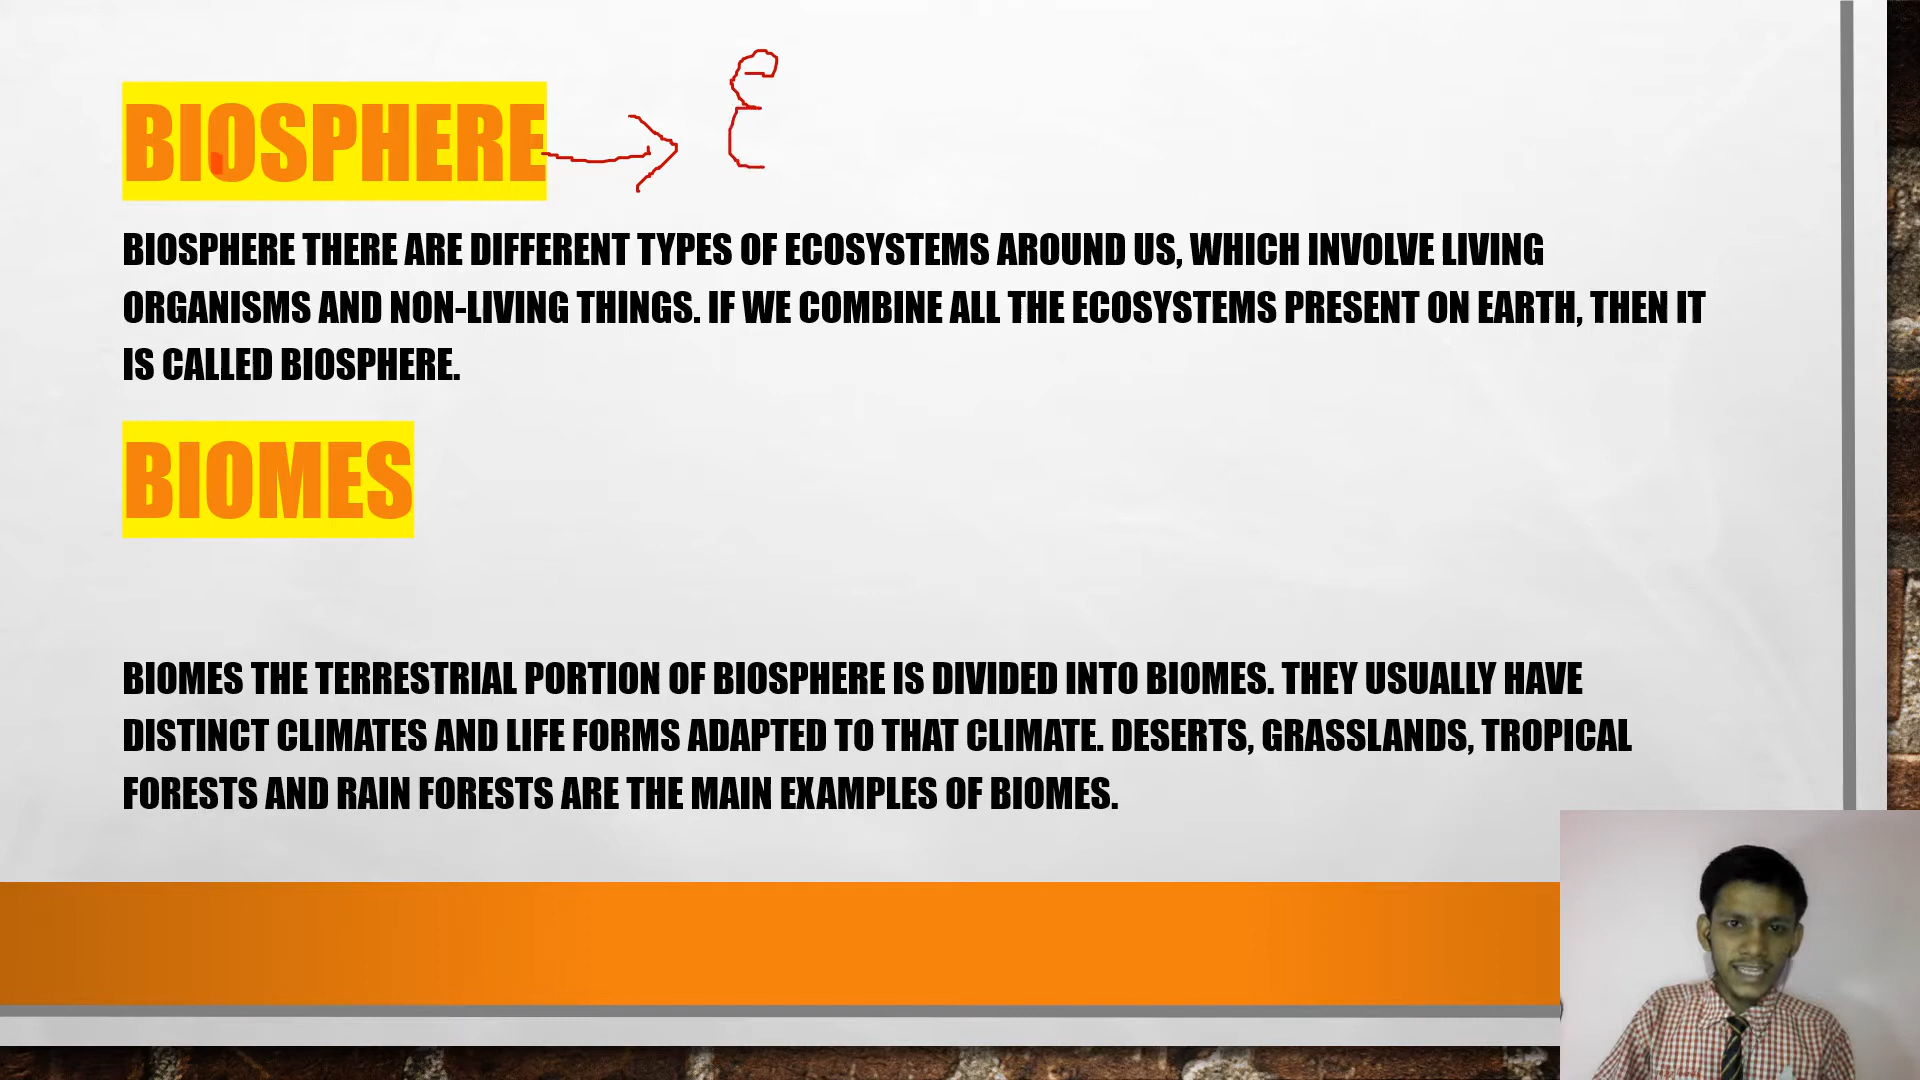 BIOSPHERE → E
BIOSPHERE THERE ARE DIFFERENT TYPES OF ECOSYSTEMS AROUND US, WHICH INVOLVE LIVING
ORGANISMS AND NON-LIVING THINGS. IF WE COMBINE ALL THE ECOSYSTEMS PRESENT ON EARTH, THEN IT
IS CALLED BIOSPHERE.
BIOMES
BIOMES THE TERRESTRIAL PORTION OF BIOSPHERE IS DIVIDED INTO BIOMES. THEY USUALLY HAVE
DISTINCT CLIMATES AND LIFE FORMS ADAPTED TO THAT CLIMATE. DESERTS, GRASSLANDS, TROPICAL
FORESTS AND RAIN FORESTS ARE THE MAIN EXAMPLES OF BIOMES.